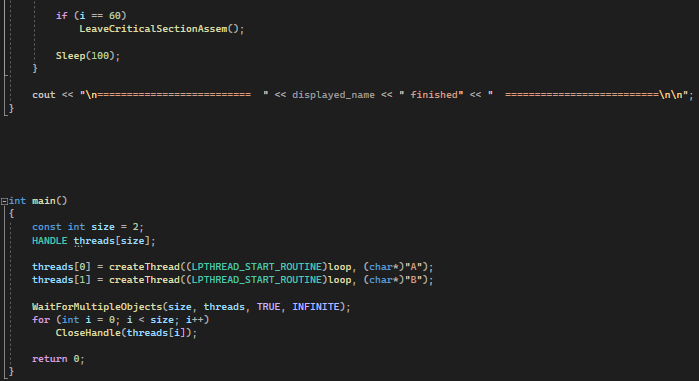 if (i == 60)
LeaveCriticalSectionAssem();
Sleep(100);
}
cout << "\n========================== " << displayed_name << " finished" << " ==========================\n\n";
}
int main()
{
const int size = 2;
HANDLE threads[size];
threads[0] = createThread((LPTHREAD_START_ROUTINE)loop, (char*)"A");
threads[1] = createThread((LPTHREAD_START_ROUTINE)loop, (char*)"B");
WaitForMultipleObjects(size, threads, TRUE, INFINITE);
for (int i = 0; i < size; i++)
CloseHandle(threads[i]);
return 0;
}